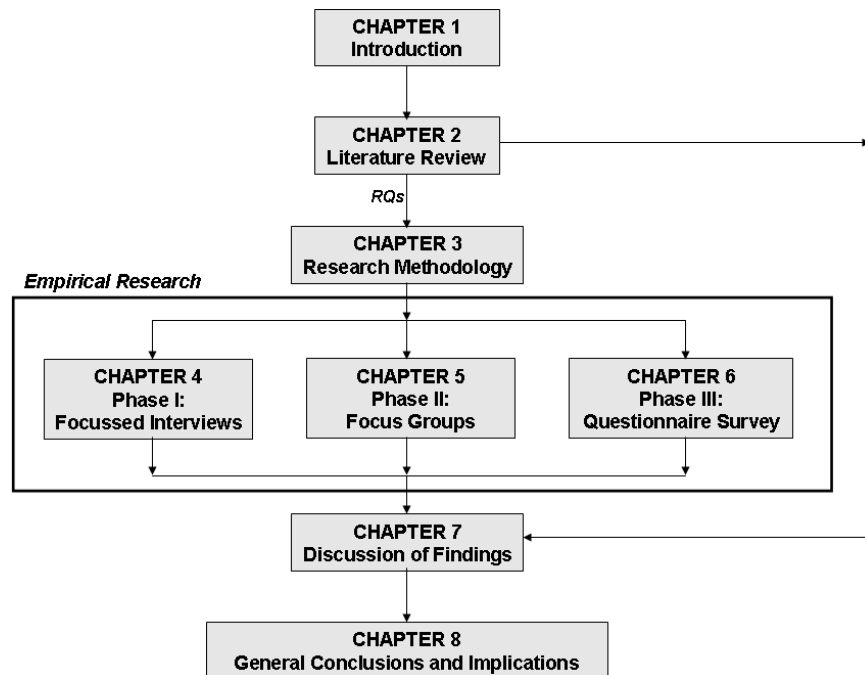 CHAPTER 1
Introduction
CHAPTER 2
Literature Review
RQs
CHAPTER 3
Research Methodology
Empirical Research
CHAPTER 4
Phase I:
Focussed Interviews
CHAPTER 5
Phase II:
Focus Groups
CHAPTER 6
Phase III:
Questionnaire Survey
CHAPTER 7
Discussion of Findings
CHAPTER 8
General Conclusions and Implications